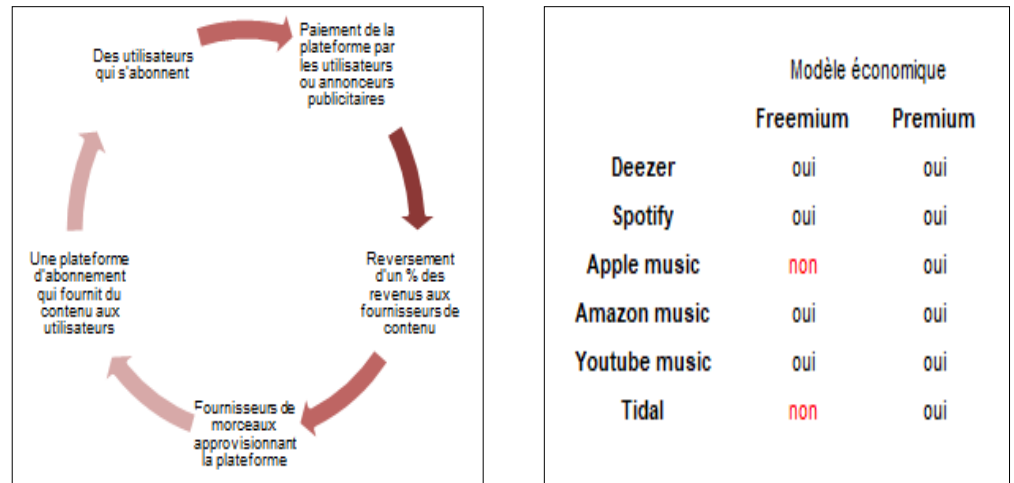 Des utilisateurs
qui s'abonnent
Paiement de la
plateforme par
les utilisateurs
ou annonceurs
publicitaires
Reversement
d'un % des
revenus aux
fournisseurs de
contenu
Fournisseurs de
morceaux
approvisionnant
la plateforme
Une plateforme
d'abonnement
qui fournit du
contenu aux
utilisateurs
Modèle économique
Freemium Premium
Deezer oui oui
Spotify oui oui
Apple music non oui
Amazon music oui oui
Youtube music oui oui
Tidal non oui